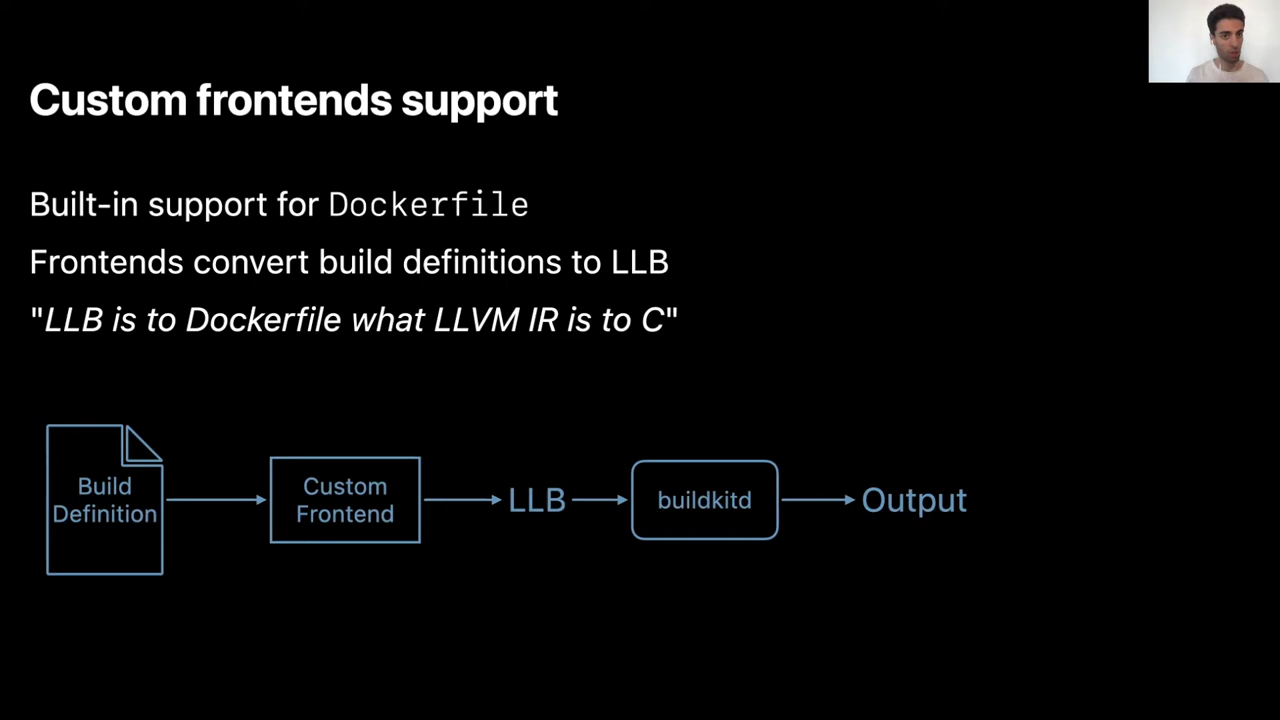 Custom frontends support
Built-in support for Dockerfile
Frontends convert build definitions to LLB
"LLB is to Dockerfile what LLVM IR is to C"
Build
Definition
Custom
Frontend
LLB
buildkitd
Output